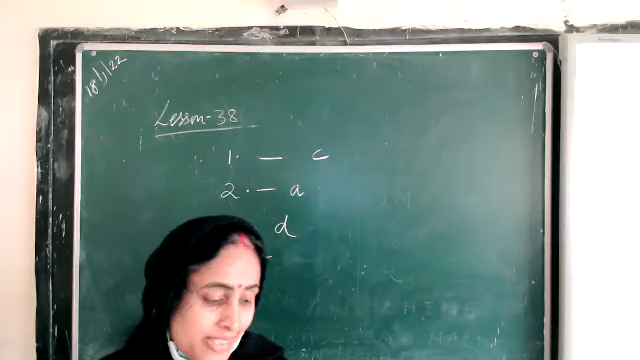 18/1/22
Lesson-38
1. — c
2. — a
d